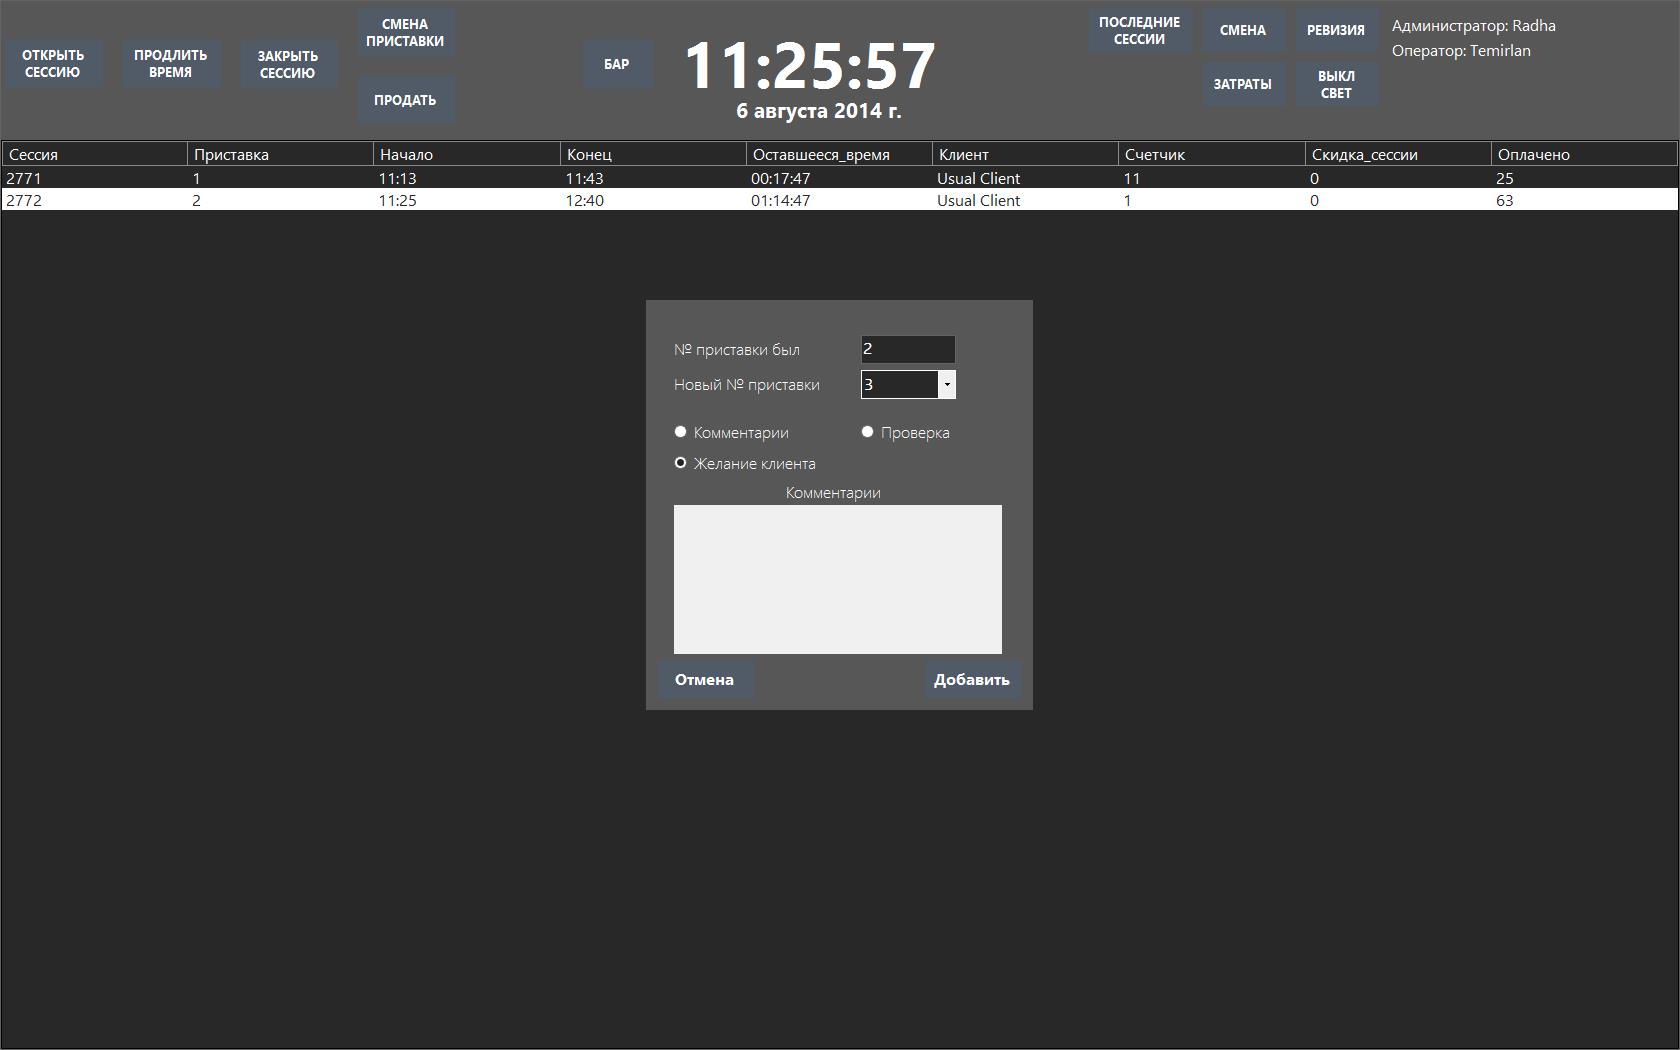 ОТКРЫТЬ
СЕССИЮ
ПРОДЛИТЬ
ВРЕМЯ
ЗАКРЫТЬ
СЕССИЮ
СМЕНА
ПРИСТАВКИ
ПРОДАТЬ
БАР
11:25:57
6 августа 2014 г.
ПОСЛЕДНИЕ
СЕССИИ
СМЕНА
РЕВИЗИЯ
ЗАТРАТЫ
ВЫКЛ
СВЕТ
Администратор: Radha
Оператор: Temirlan
Сессия Приставка Начало Конец Оставшееся_время Клиент Счетчик Скидка_сессии Оплачено
2771 1 11:13 11:43 00:17:47 Usual Client 11 0 25
2772 2 11:25 12:40 01:14:47 Usual Client 1 0 63
№ приставки был 2
Новый № приставки 3
Комментарии Проверка
Желание клиента
Комментарии
Отмена Добавить